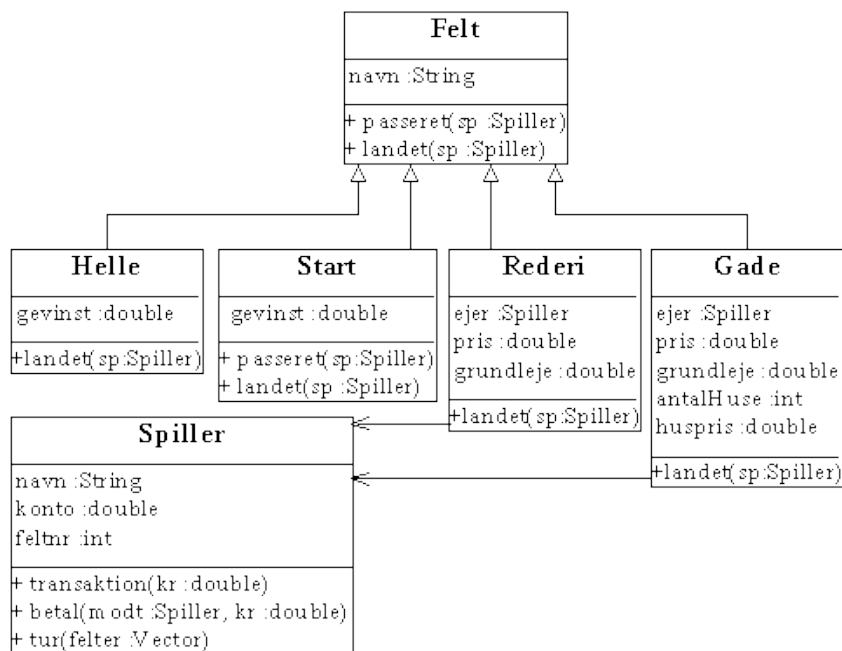 Felt
navn :String
+ passeret(sp :Spiller)
+ landet(sp :Spiller)
Helle
gevinst :double
+landet(sp:Spiller)
Start
gevinst :double
+ passeret(sp:Spiller)
+ landet(sp :Spiller)
Rederi
ejer :Spiller
pris :double
grundleje :double
+landet(sp:Spiller)
Gade
ejer :Spiller
pris :double
grundleje :double
antalHuse :int
huspris :double
+landet(sp:Spiller)
Spiller
navn :String
konto :double
feltnr :int
+ transaktion(kr :double)
+ betal(modt :Spiller, kr :double)
+ tur(felter :Vector)